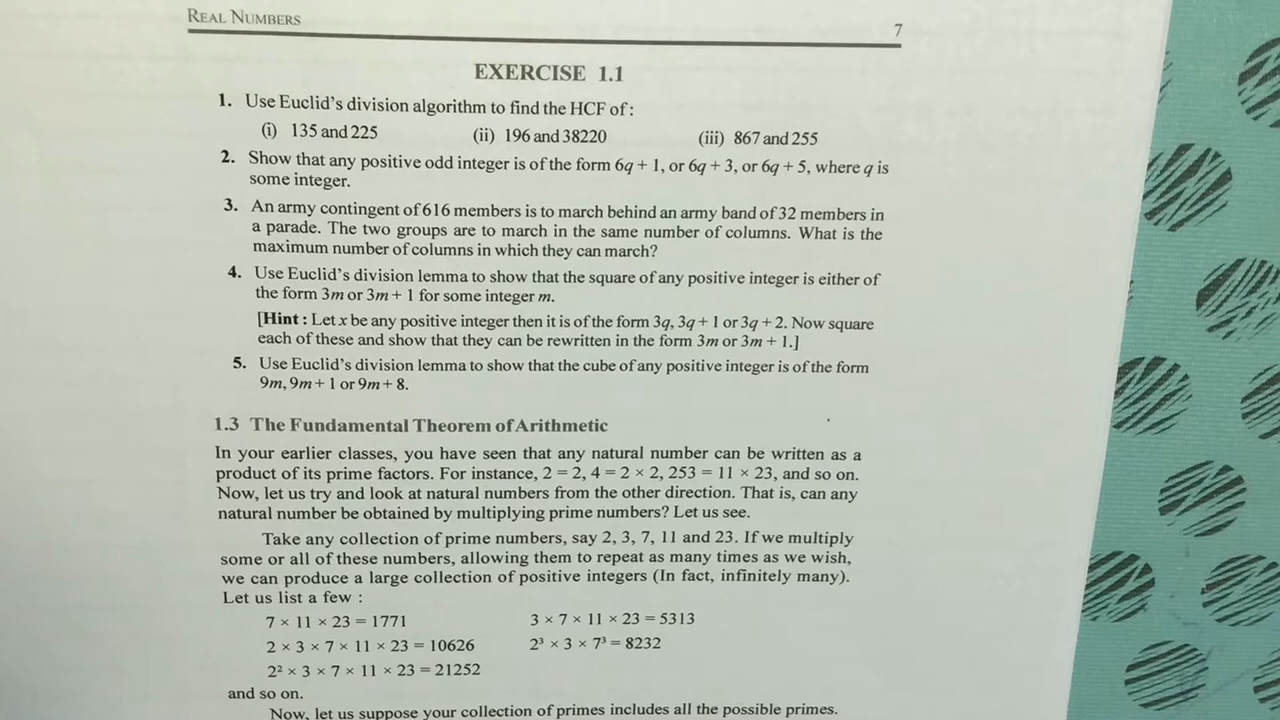 REAL NUMBERS 7
EXERCISE 1.1
1. Use Euclid's division algorithm to find the HCF of :
(i) 135 and 225 (ii) 196 and 38220 (iii) 867 and 255
2. Show that any positive odd integer is of the form 6q + 1, or 6q + 3, or 6q + 5, where q is
some integer.
3. An army contingent of 616 members is to march behind an army band of 32 members in
a parade. The two groups are to march in the same number of columns. What is the
maximum number of columns in which they can march?
4. Use Euclid's division lemma to show that the square of any positive integer is either of
the form 3m or 3m + 1 for some integer m.
[Hint : Let x be any positive integer then it is of the form 3q, 3q + 1 or 3q + 2. Now square
each of these and show that they can be rewritten in the form 3m or 3m + 1.]
5. Use Euclid's division lemma to show that the cube of any positive integer is of the form
9m, 9m + 1 or 9m + 8.
1.3 The Fundamental Theorem of Arithmetic
In your earlier classes, you have seen that any natural number can be written as a
product of its prime factors. For instance, 2 = 2, 4 = 2 × 2, 253 = 11 × 23, and so on.
Now, let us try and look at natural numbers from the other direction. That is, can any
natural number be obtained by multiplying prime numbers? Let us see.
Take any collection of prime numbers, say 2, 3, 7, 11 and 23. If we multiply
some or all of these numbers, allowing them to repeat as many times as we wish,
we can produce a large collection of positive integers (In fact, infinitely many).
Let us list a few :
7 × 11 × 23 = 1771 3 × 7 × 11 × 23 = 5313
2 × 3 × 7 × 11 × 23 = 10626 2³ × 3 × 7³ = 8232
2² × 3 × 7 × 11 × 23 = 21252
and so on.
Now, let us suppose your collection of primes includes all the possible primes.